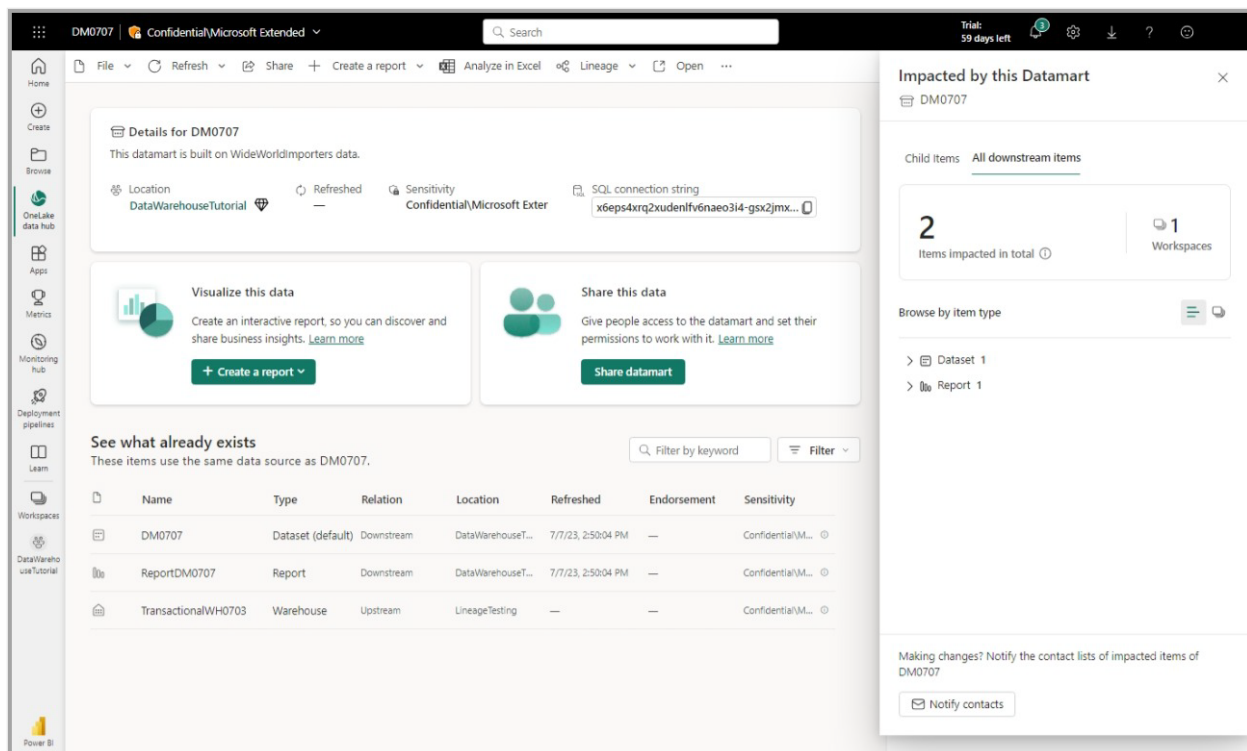 DM0707 Confidential\Microsoft Extended
Search
Trial:
59 days left
3
?
Home
Create
Browse
OneLake
data hub
Apps
Metrics
Monitoring
hub
Deployment
pipelines
Learn
Workspaces
DataWareho
useTutorial
Power BI
File Refresh Share Create a report Analyze in Excel Lineage Open ...
Details for DM0707
This datamart is built on WideWorldImporters data.
Location
DataWarehouseTutorial
Refreshed
—
Sensitivity
Confidential\Microsoft Exter
SQL connection string
x6eps4xrq2xudenlfv6naeo3i4-gsx2jmx...
Visualize this data
Create an interactive report, so you can discover and
share business insights. Learn more
+ Create a report
Share this data
Give people access to the datamart and set their
permissions to work with it. Learn more
Share datamart
See what already exists
These items use the same data source as DM0707.
Filter by keyword
Filter
Name Type Relation Location Refreshed Endorsement Sensitivity
DM0707 Dataset (default) Downstream DataWarehouseT... 7/7/23, 2:50:04 PM — Confidential\M...
ReportDM0707 Report Downstream DataWarehouseT... 7/7/23, 2:50:04 PM — Confidential\M...
TransactionalWH0703 Warehouse Upstream LineageTesting — — Confidential\M...
Impacted by this Datamart
DM0707
Child Items All downstream items
2
Items impacted in total
1
Workspaces
Browse by item type
Dataset 1
Report 1
Making changes? Notify the contact lists of impacted items of
DM0707
Notify contacts